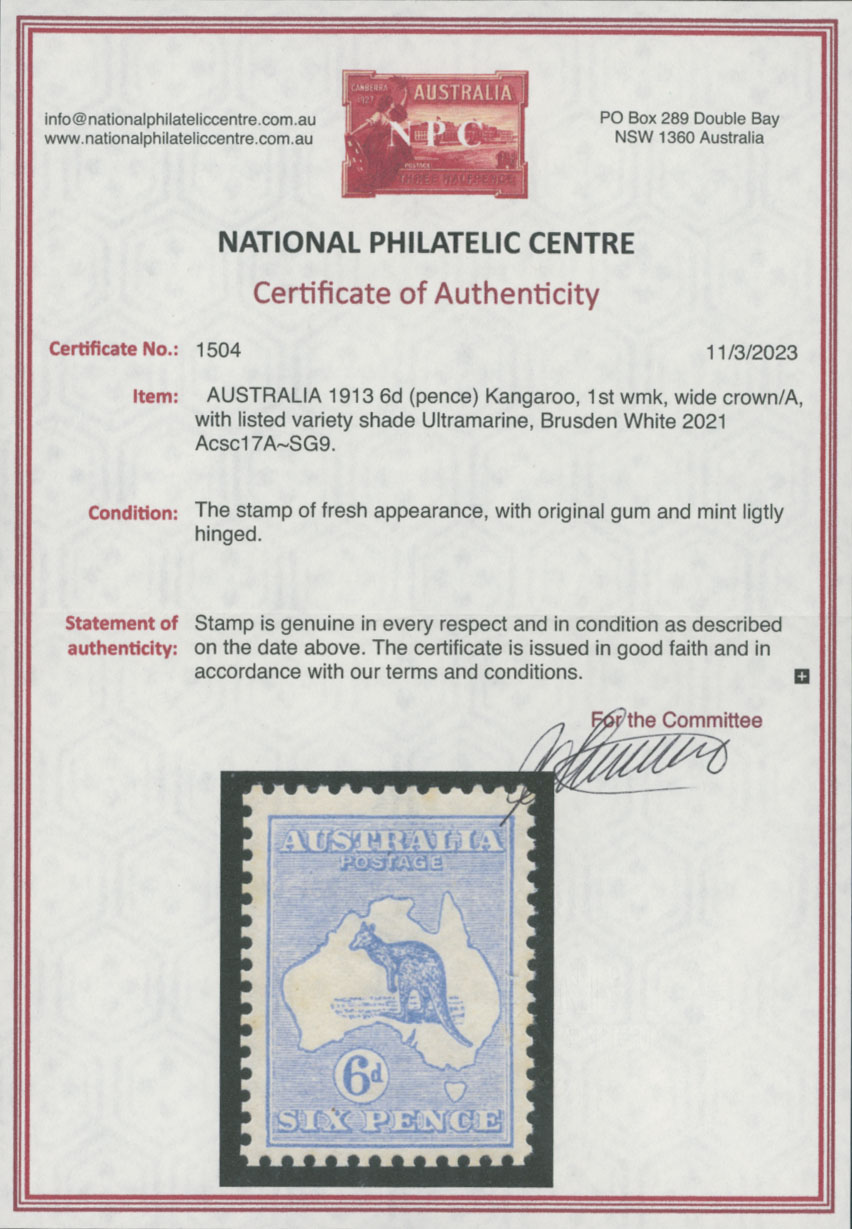 info@nationalphilateliccentre.com.au
www.nationalphilateliccentre.com.au
CANBERRA
1927
AUSTRALIA
NPC
POSTAGE
THREE HALFPENCE
PO Box 289 Double Bay
NSW 1360 Australia
NATIONAL PHILATELIC CENTRE
Certificate of Authenticity
Certificate No.: 1504
11/3/2023
Item: AUSTRALIA 1913 6d (pence) Kangaroo, 1st wmk, wide crown/A,
with listed variety shade Ultramarine, Brusden White 2021
Acsc17A~SG9.
Condition: The stamp of fresh appearance, with original gum and mint ligtly
hinged.
Statement of authenticity: Stamp is genuine in every respect and in condition as described
on the date above. The certificate is issued in good faith and in
accordance with our terms and conditions.
For the Committee
AUSTRALIA
POSTAGE
6d
SIX PENCE